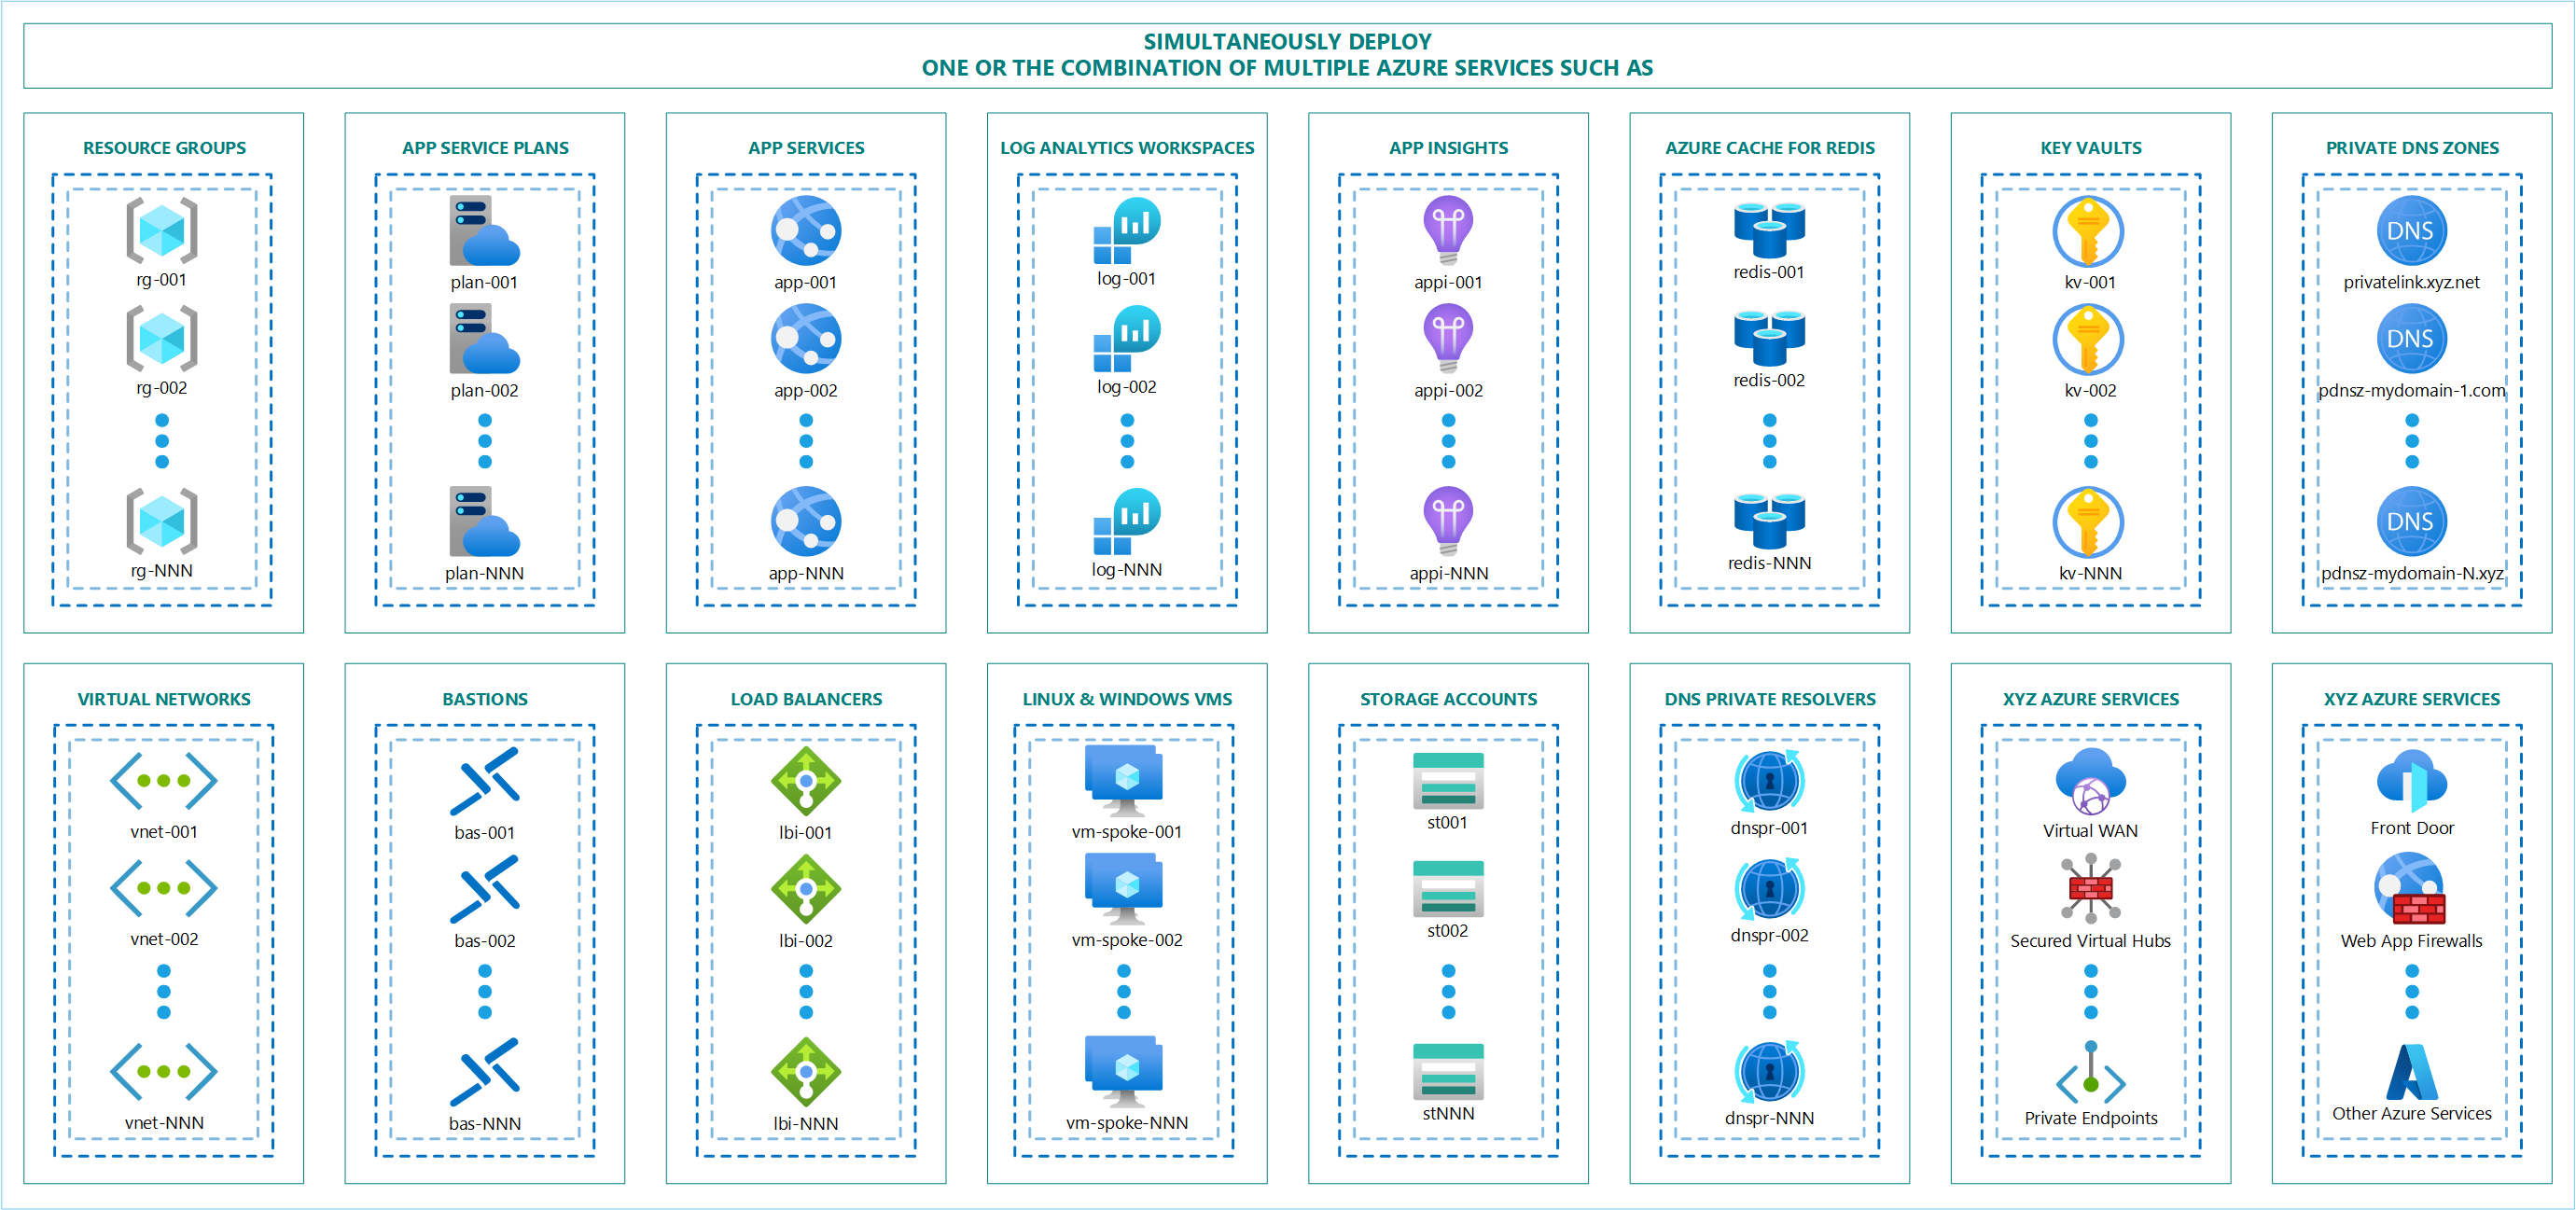 SIMULTANEOUSLY DEPLOY
ONE OR THE COMBINATION OF MULTIPLE AZURE SERVICES SUCH AS
RESOURCE GROUPS
rg-001
rg-002
rg-NNN
APP SERVICE PLANS
plan-001
plan-002
plan-NNN
APP SERVICES
app-001
app-002
app-NNN
LOG ANALYTICS WORKSPACES
log-001
log-002
log-NNN
APP INSIGHTS
appi-001
appi-002
appi-NNN
AZURE CACHE FOR REDIS
redis-001
redis-002
redis-NNN
KEY VAULTS
kv-001
kv-002
kv-NNN
PRIVATE DNS ZONES
DNS
privatelink.xyz.net
DNS
pdnsz-mydomain-1.com
DNS
pdnsz-mydomain-N.xyz
VIRTUAL NETWORKS
vnet-001
vnet-002
vnet-NNN
BASTIONS
bas-001
bas-002
bas-NNN
LOAD BALANCERS
lbi-001
lbi-002
lbi-NNN
LINUX & WINDOWS VMS
vm-spoke-001
vm-spoke-002
vm-spoke-NNN
STORAGE ACCOUNTS
st001
st002
stNNN
DNS PRIVATE RESOLVERS
dnspr-001
dnspr-002
dnspr-NNN
XYZ AZURE SERVICES
Virtual WAN
Secured Virtual Hubs
Private Endpoints
XYZ AZURE SERVICES
Front Door
Web App Firewalls
Other Azure Services